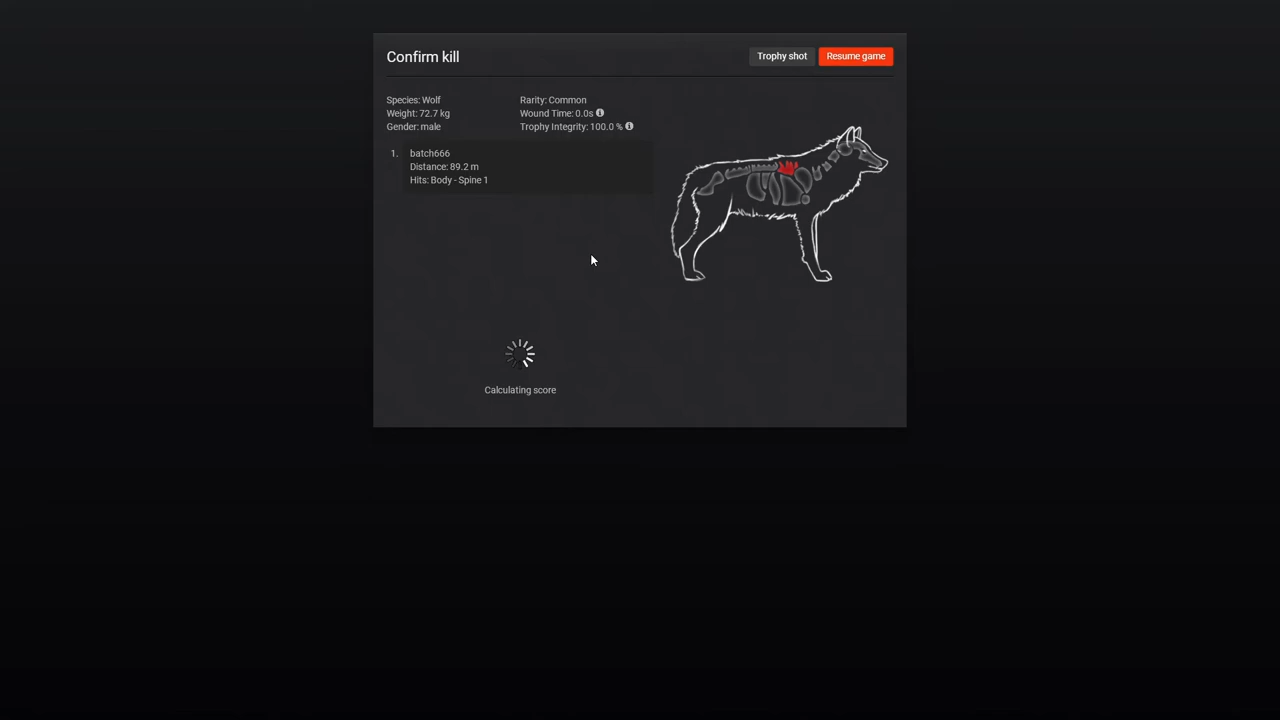 Confirm kill
Trophy shot
Resume game
Species: Wolf
Rarity: Common
Weight: 72.7 kg
Wound Time: 0.0s
Gender: male
Trophy Integrity: 100.0 %
1. batch666
Distance: 89.2 m
Hits: Body - Spine 1
Calculating score